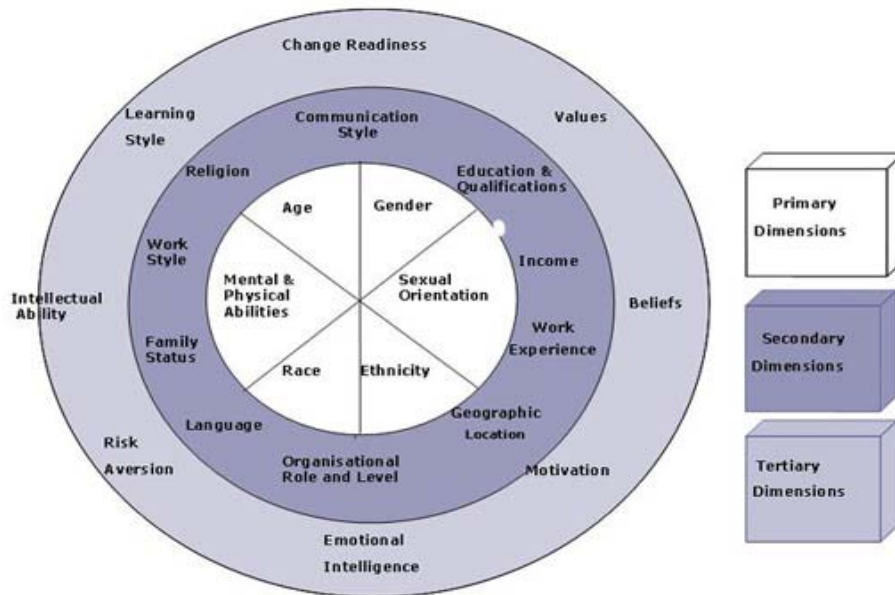 Change Readiness
Learning
Style
Values
Communication
Style
Religion
Education &
Qualifications
Age
Gender
Work
Style
Income
Mental &
Physical
Abilities
Sexual
Orientation
Intellectual
Ability
Beliefs
Family
Status
Work
Experience
Race
Ethnicity
Language
Geographic
Location
Organisational
Role and Level
Risk
Aversion
Motivation
Emotional
Intelligence
Primary
Dimensions
Secondary
Dimensions
Tertiary
Dimensions